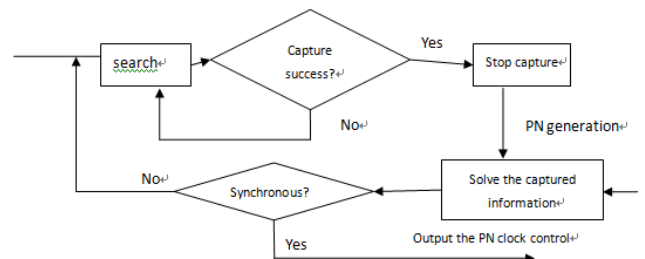 Capture
success?↵
Yes
search↵
Stop capture↵
No↵
PN generation↵
No↵
Synchronous?
Solve the captured
information↵
Yes
Output the PN clock control↵